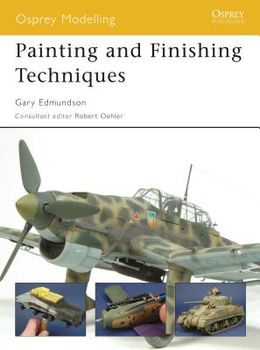 Osprey Modelling
OSPREY
PUBLISHING
Painting and Finishing
Techniques
Gary Edmundson
Consultant editor Robert Oehler